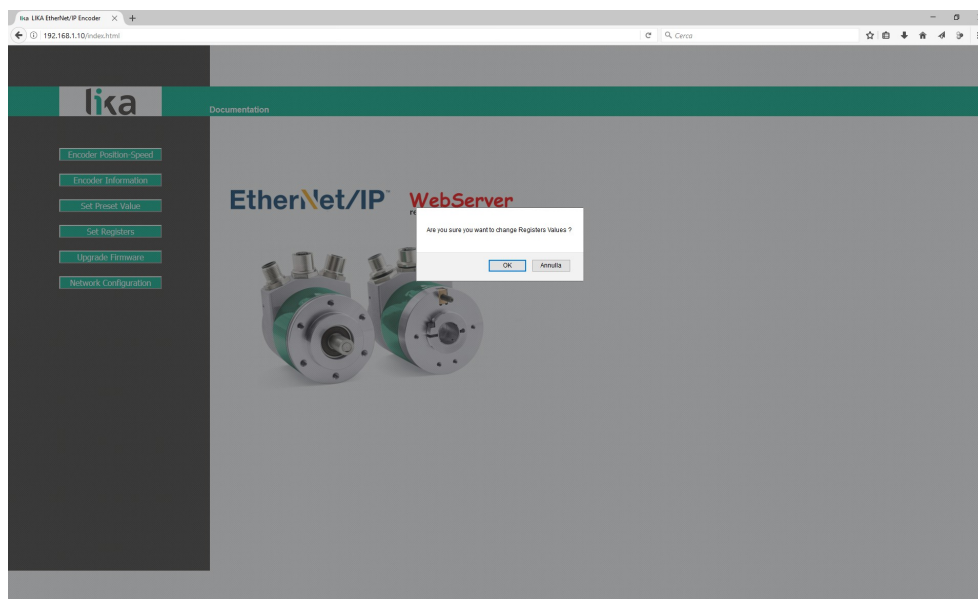 lika LIKA EtherNet/IP Encoder
192.168.1.10/index.html
Cerca
lika
Documentation
Encoder Position-Speed
Encoder Information
Set Preset Value
Set Registers
Upgrade Firmware
Network Configuration
EtherNet/IP
WebServer
Are you sure you want to change Registers Values ?
OK
Annulla